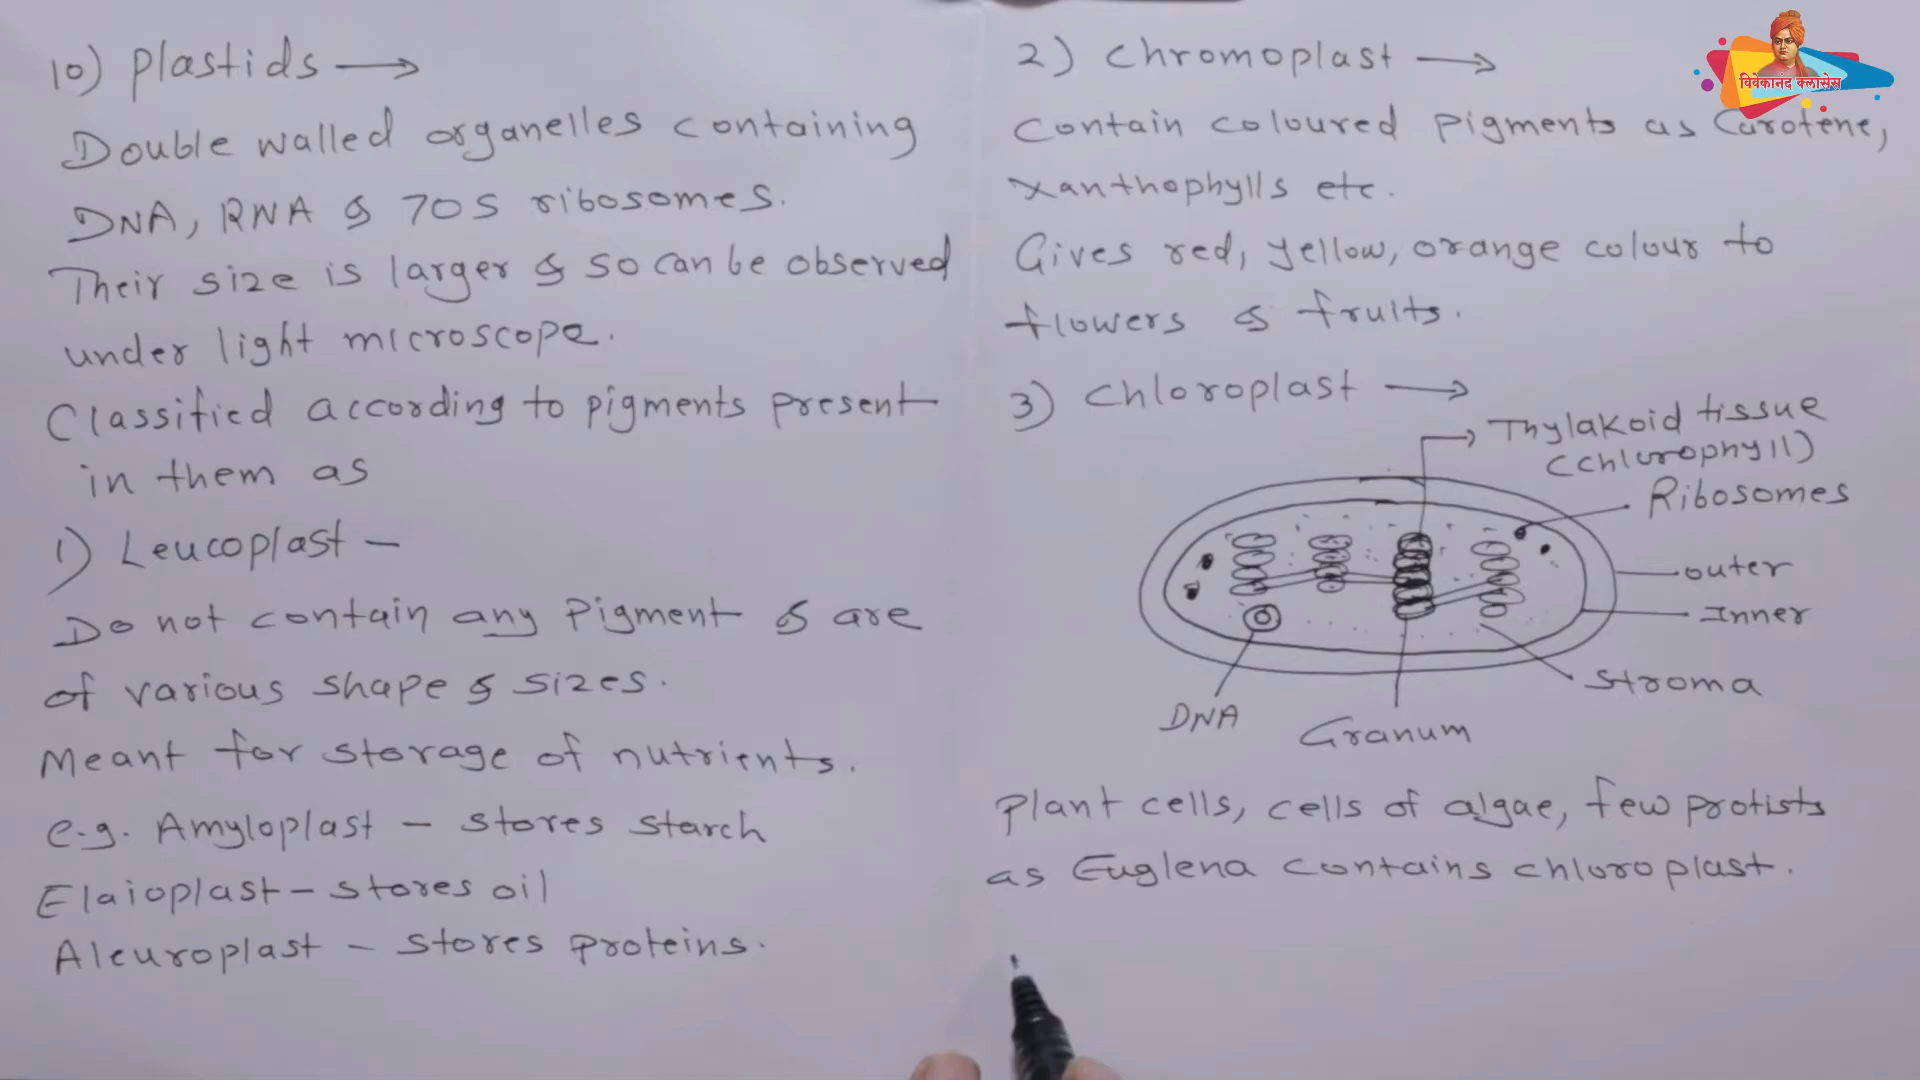 10) Plastids →
Double walled organelles containing
DNA, RNA & 70S ribosomes.
Their size is larger & so can be observed
under light microscope.
Classified according to pigments present
in them as
1) Leucoplast –
Do not contain any pigment & are
of various shape & sizes.
Meant for storage of nutrients.
e.g. Amyloplast – stores starch
Elaioplast – stores oil
Aleuroplast – stores proteins.
2) Chromoplast →
Contain coloured pigments as Carotene,
Xanthophylls etc.
Gives red, yellow, orange colour to
flowers & fruits.
3) Chloroplast →
Thylakoid tissue
(chlorophyll)
Ribosomes
outer
Inner
Stroma
DNA
Granum
Plant cells, cells of algae, few protists
as Euglena contains chloroplast.
विवेकानंद क्लासेस